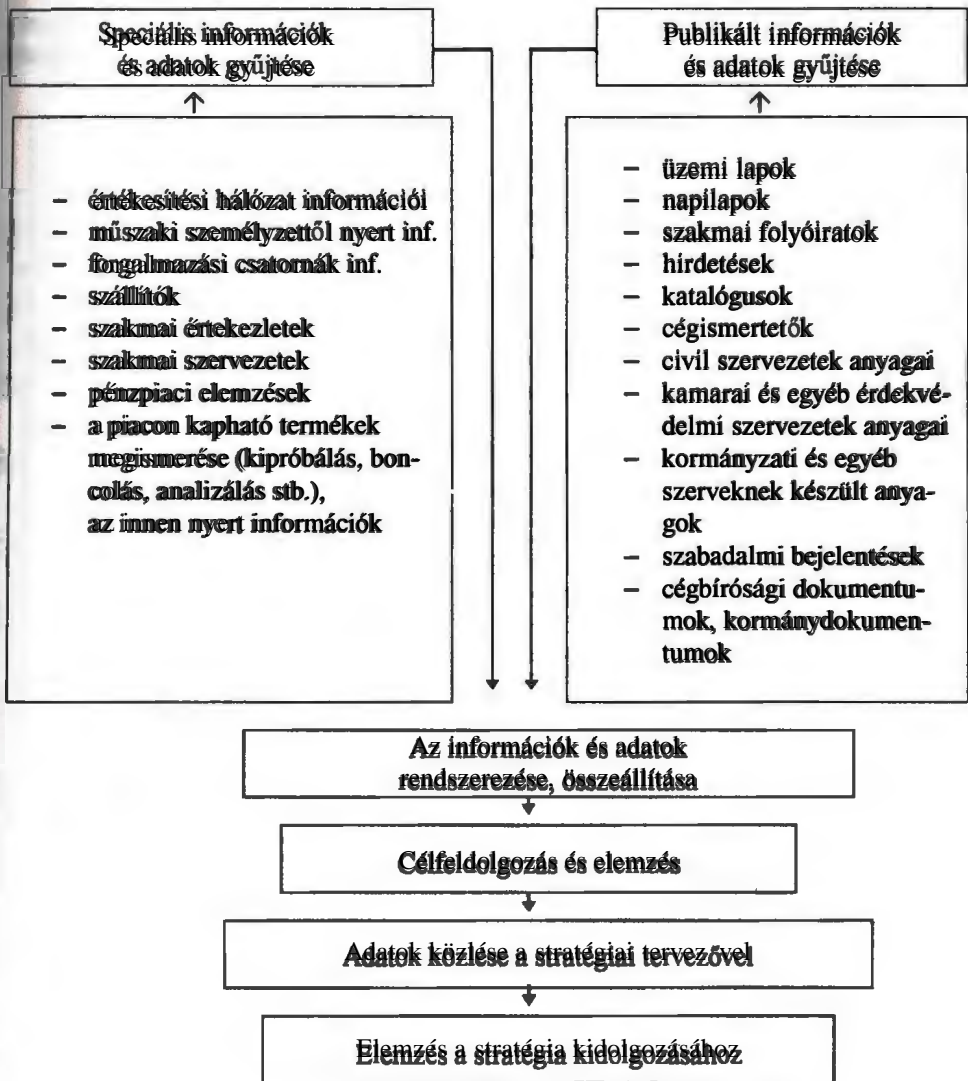 Speciális információk
és adatok gyűjtése
– értékesítési hálózat információi
– műszaki személyzettől nyert inf.
– forgalmazási csatornák inf.
– szállítók
– szakmai értekezletek
– szakmai szervezetek
– pénzpiaci elemzések
– a piacon kapható termékek
megismerése (kipróbálás, bon-
colás, analizálás stb.),
az innen nyert információk
Publikált információk
és adatok gyűjtése
– üzemi lapok
– napilapok
– szakmai folyóiratok
– hirdetések
– katalógusok
– cégismertetők
– civil szervezetek anyagai
– kamarai és egyéb érdekvé-
delmi szervezetek anyagai
– kormányzati és egyéb
szerveknek készült anya-
gok
– szabadalmi bejelentések
– cégbírósági dokumentu-
mok, kormánydokumen-
tumok
Az információk és adatok
rendszerezése, összeállítása
Célfeldolgozás és elemzés
Adatok közlése a stratégiai tervezővel
Elemzés a stratégia kidolgozásához